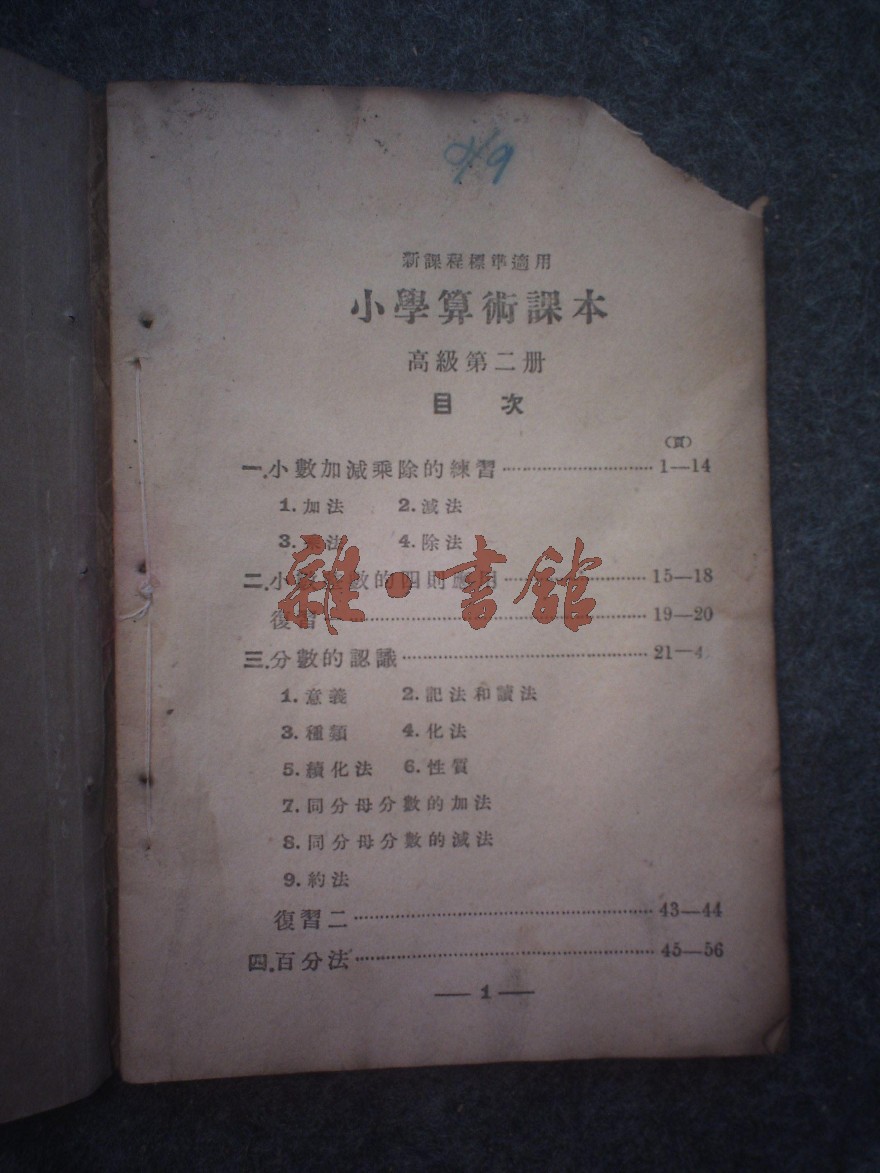 新課程標準適用
小學算術課本
高級第二册
目 次
(頁)
一.小數加減乘除的練習 1—14
1.加法 2.減法
3.乘法 4.除法
二.小數 數的四則應用 15—18
復習一 19—20
三.分數的認識 21—4
1.意義 2.記法和讀法
3.種類 4.化法
5.續化法 6.性質
7.同分母分數的加法
8.同分母分數的減法
9.約法
復習二 43—44
四.百分法 45—56
— 1 —
雜·書館